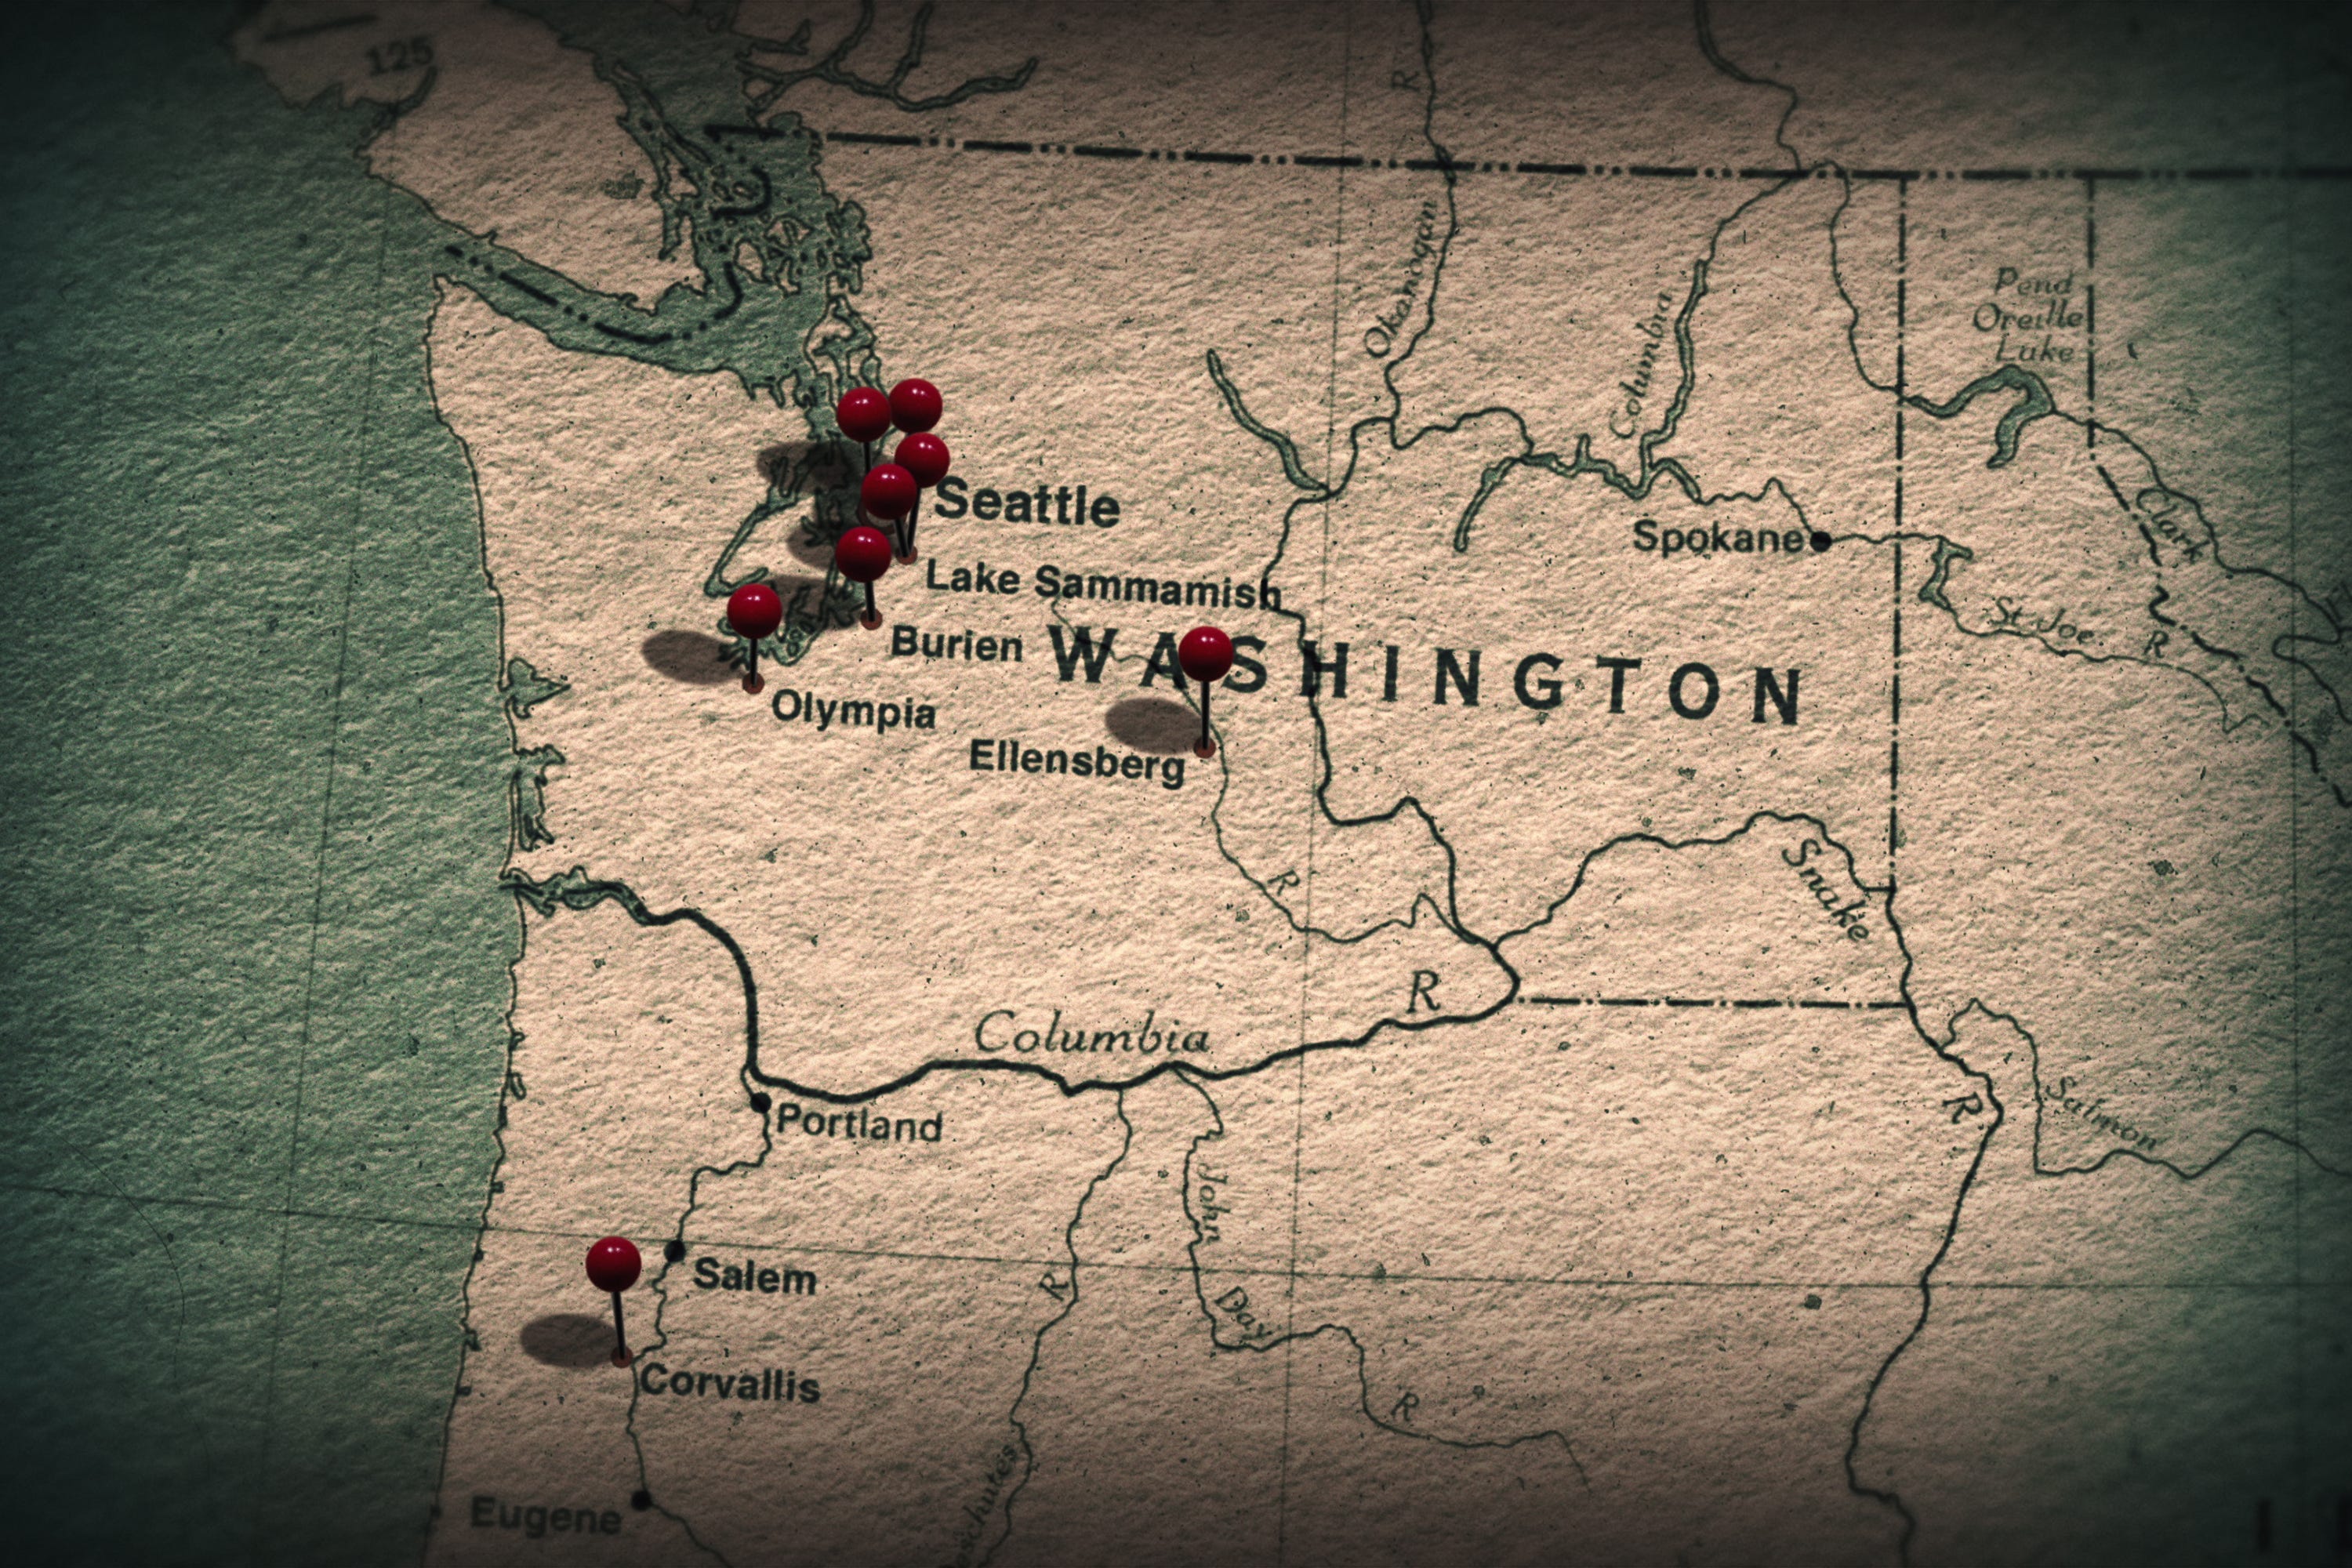 125
R
Okanogan
Columbia
Pend
Oreille
Lake
Seattle
Clark
Spokane
Lake Sammamish
St Joe
R
Burien
WASHINGTON
Olympia
Ellensberg
Snake
R
R
Columbia
R
Salmon
Portland
John
Salem
R
Day
Corvallis
R
Eugene